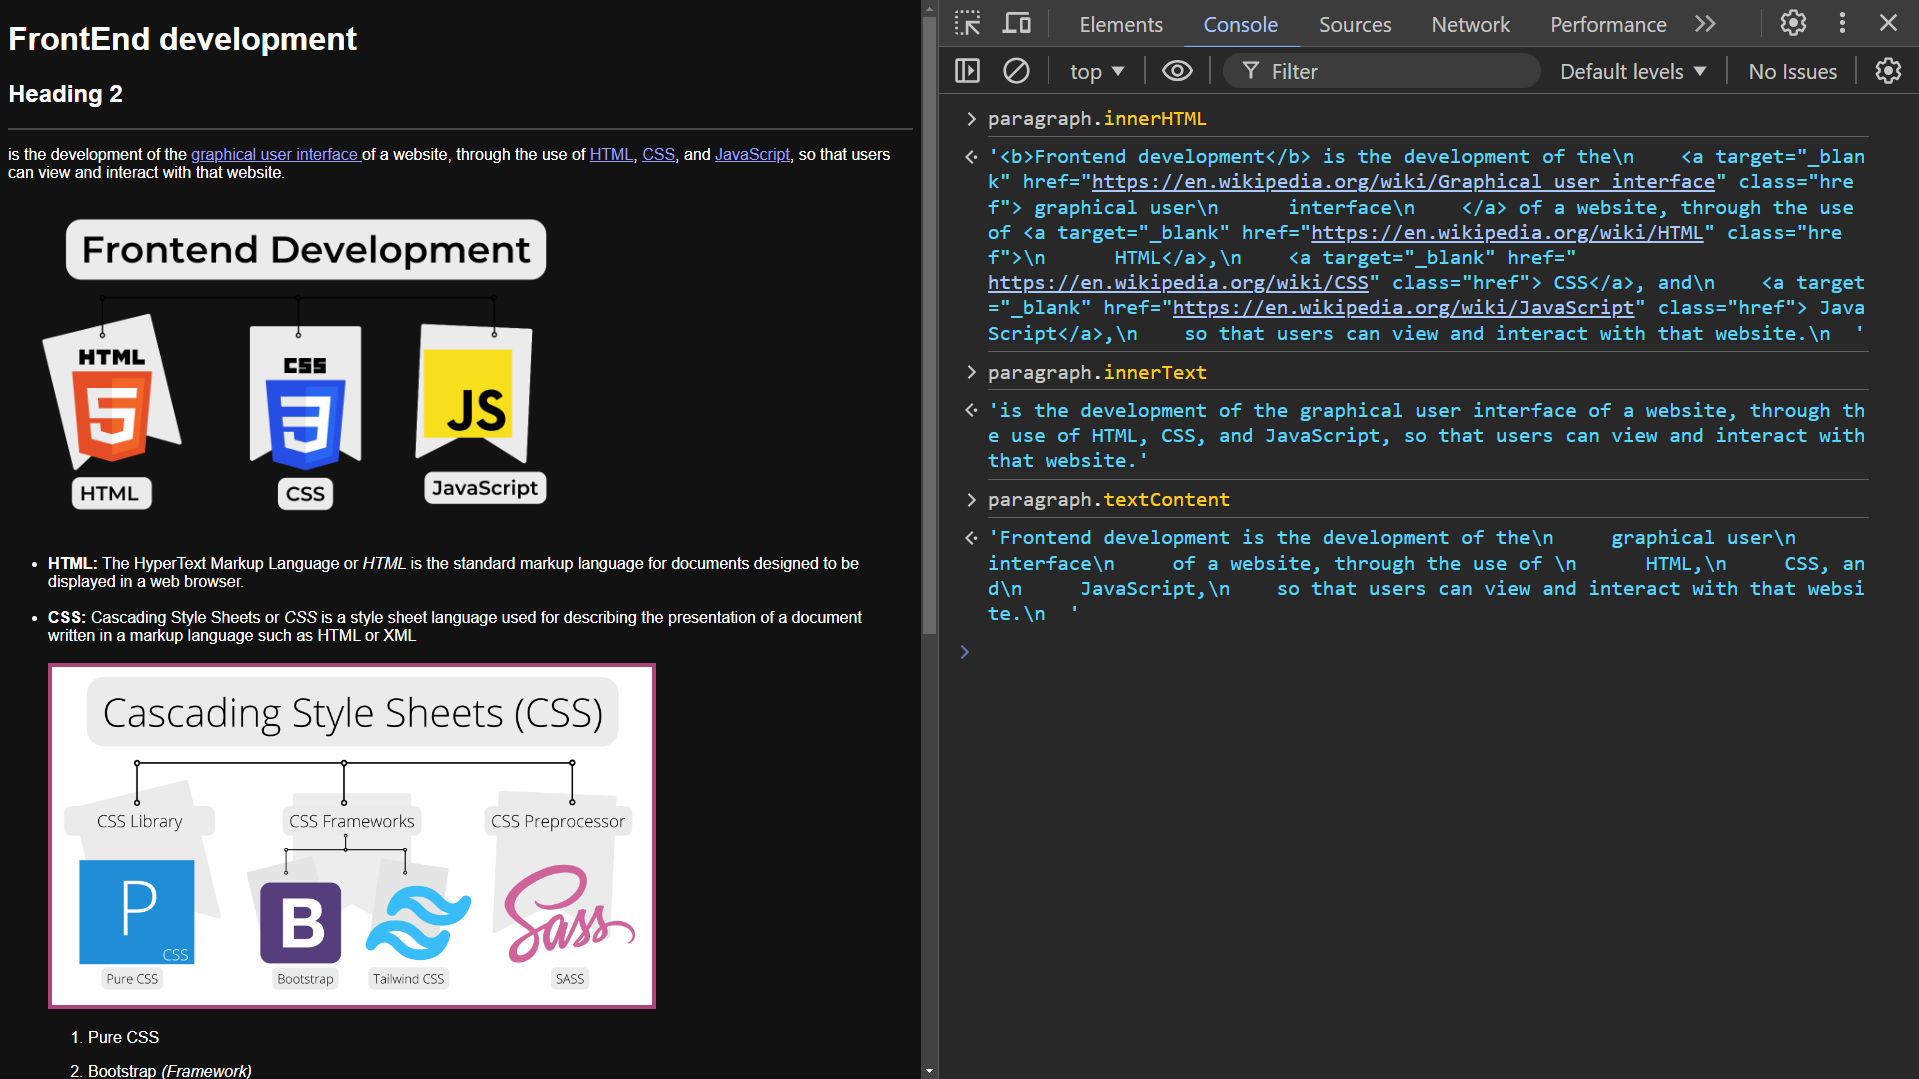 FrontEnd development
Heading 2
is the development of the graphical user interface of a website, through the use of HTML, CSS, and JavaScript, so that users
can view and interact with that website.
Frontend Development
HTML
CSS
JS
HTML
CSS
JavaScript
• HTML: The HyperText Markup Language or HTML is the standard markup language for documents designed to be
displayed in a web browser.
• CSS: Cascading Style Sheets or CSS is a style sheet language used for describing the presentation of a document
written in a markup language such as HTML or XML
Cascading Style Sheets (CSS)
CSS Library
CSS Frameworks
CSS Preprocessor
P
CSS
B
Sass
Pure CSS
Bootstrap
Tailwind CSS
SASS
1. Pure CSS
2. Bootstrap (Framework)
Elements Console Sources Network Performance
top Filter Default levels No Issues
paragraph.innerHTML
'<b>Frontend development</b> is the development of the\n    <a target="_blan
k" href="https://en.wikipedia.org/wiki/Graphical_user_interface" class="hre
f"> graphical user\n      interface\n    </a> of a website, through the use
of <a target="_blank" href="https://en.wikipedia.org/wiki/HTML" class="hre
f">\n      HTML</a>,\n    <a target="_blank" href="
https://en.wikipedia.org/wiki/CSS" class="href"> CSS</a>, and\n    <a target
="_blank" href="https://en.wikipedia.org/wiki/JavaScript" class="href"> Java
Script</a>,\n    so that users can view and interact with that website.\n  '
paragraph.innerText
'is the development of the graphical user interface of a website, through th
e use of HTML, CSS, and JavaScript, so that users can view and interact with
that website.'
paragraph.textContent
'Frontend development is the development of the\n     graphical user\n
interface\n     of a website, through the use of \n      HTML,\n     CSS, an
d\n     JavaScript,\n    so that users can view and interact with that websi
te.\n  '